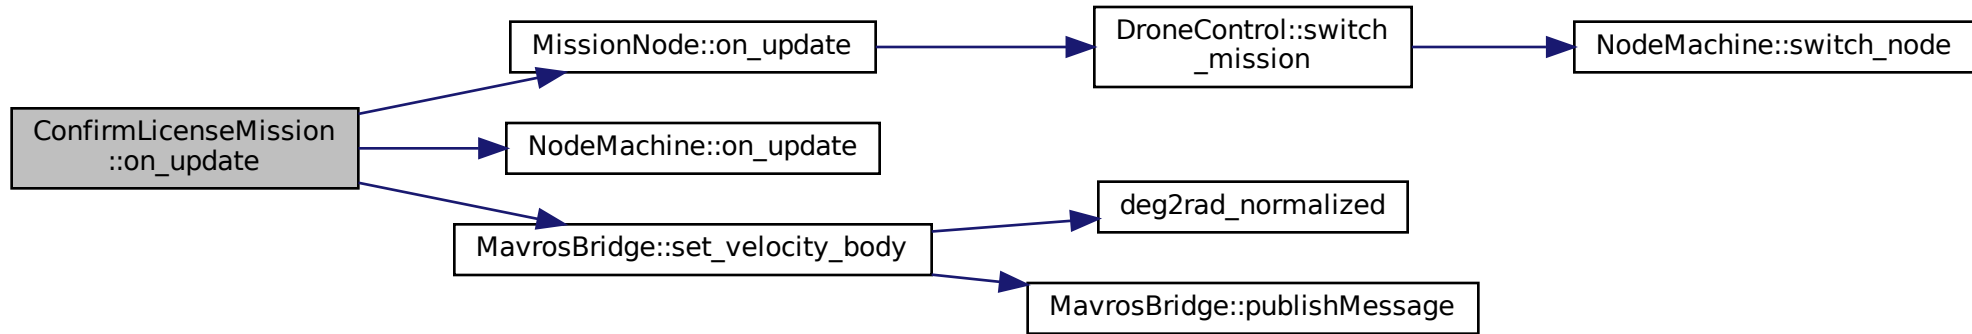 ConfirmLicenseMission
::on_update
MissionNode::on_update
DroneControl::switch
_mission
NodeMachine::switch_node
NodeMachine::on_update
MavrosBridge::set_velocity_body
deg2rad_normalized
MavrosBridge::publishMessage